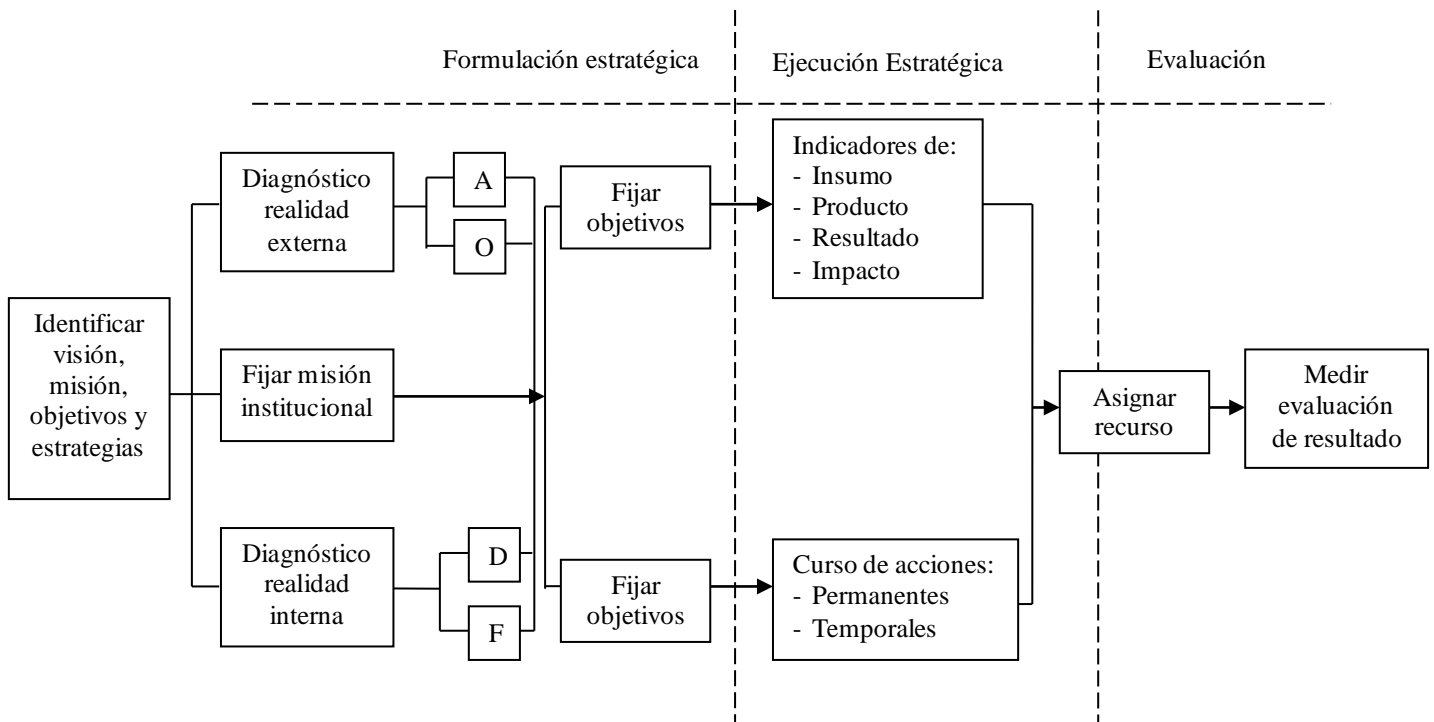 Formulación estratégica
Ejecución Estratégica
Evaluación
Identificar
visión,
misión,
objetivos y
estrategias
Diagnóstico
realidad
externa
A
O
Fijar misión
institucional
Diagnóstico
realidad
interna
D
F
Fijar
objetivos
Fijar
objetivos
Indicadores de:
- Insumo
- Producto
- Resultado
- Impacto
Curso de acciones:
- Permanentes
- Temporales
Asignar
recurso
Medir
evaluación
de resultado